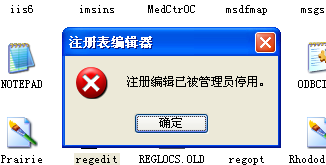 iis6 imsins MedCtrOC msdfmap msgs
注册表编辑器
注册编辑已被管理员停用。
NOTEPAD ODBCI
确定
Prairie regedit REGLOCS.OLD regopt Rhodod